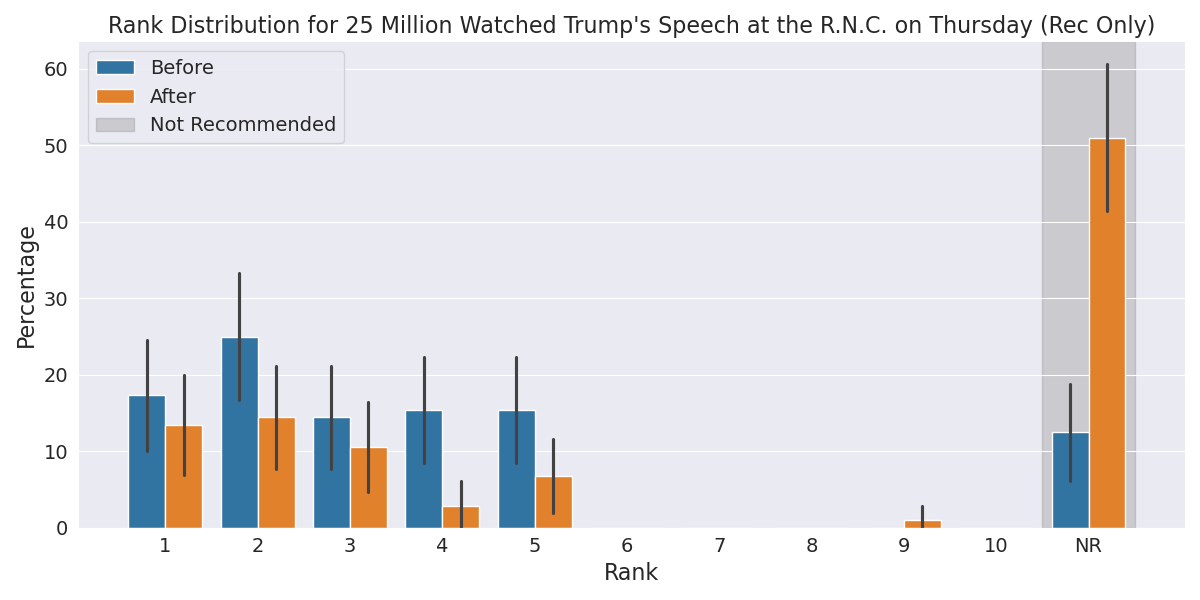 Rank Distribution for 25 Million Watched Trump's Speech at the R.N.C. on Thursday (Rec Only)
Before
After
Not Recommended
Percentage
60
50
40
30
20
10
0
1 2 3 4 5 6 7 8 9 10 NR
Rank